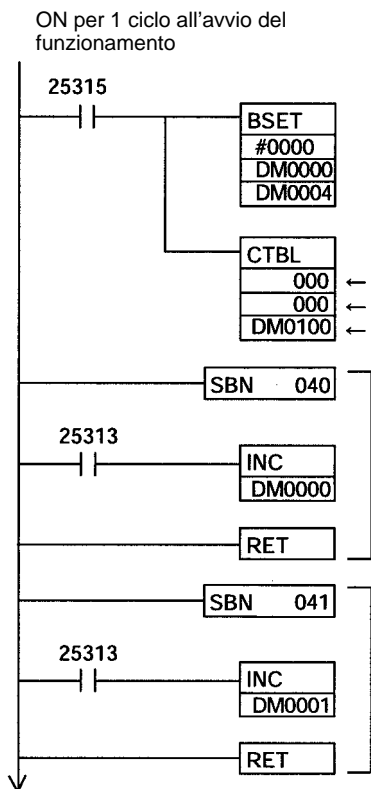 ON per 1 ciclo all'avvio del
funzionamento
25315
BSET
#0000
DM0000
DM0004
CTBL
000 ←
000 ←
DM0100 ←
SBN 040
25313
INC
DM0000
RET
SBN 041
25313
INC
DM0001
RET